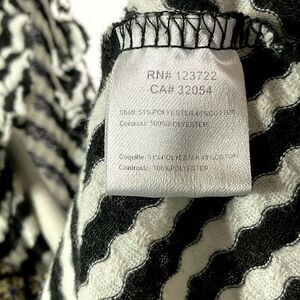 RN# 123722
CA# 32054
Shell: 51% POLYESTER 49% COTTON
Contrast: 100% POLYESTER
Coquille: 51% POLYESTER 49% COTTON
Contraste: 100% POLYESTER